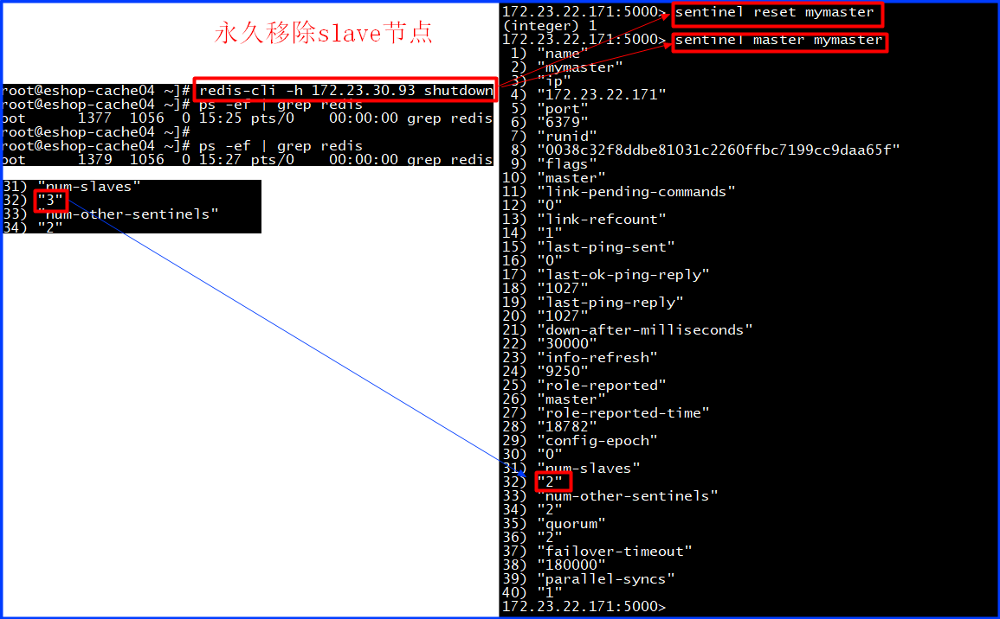 永久移除slave节点
root@eshop-cache04 ~]# redis-cli -h 172.23.30.93 shutdown
root@eshop-cache04 ~]# ps -ef | grep redis
oot      1377  1056  0 15:25 pts/0    00:00:00 grep redis
root@eshop-cache04 ~]#
root@eshop-cache04 ~]# ps -ef | grep redis
oot      1379  1056  0 15:27 pts/0    00:00:00 grep redis
31) "num-slaves"
32) "3"
33) "num-other-sentinels"
34) "2"
172.23.22.171:5000> sentinel reset mymaster
(integer) 1
172.23.22.171:5000> sentinel master mymaster
1) "name"
2) "mymaster"
3) "ip"
4) "172.23.22.171"
5) "port"
6) "6379"
7) "runid"
8) "0038c32f8ddbe81031c2260ffbc7199cc9daa65f"
9) "flags"
10) "master"
11) "link-pending-commands"
12) "0"
13) "link-refcount"
14) "1"
15) "last-ping-sent"
16) "0"
17) "last-ok-ping-reply"
18) "1027"
19) "last-ping-reply"
20) "1027"
21) "down-after-milliseconds"
22) "30000"
23) "info-refresh"
24) "9250"
25) "role-reported"
26) "master"
27) "role-reported-time"
28) "18782"
29) "config-epoch"
30) "0"
31) "num-slaves"
32) "2"
33) "num-other-sentinels"
34) "2"
35) "quorum"
36) "2"
37) "failover-timeout"
38) "180000"
39) "parallel-syncs"
40) "1"
172.23.22.171:5000>